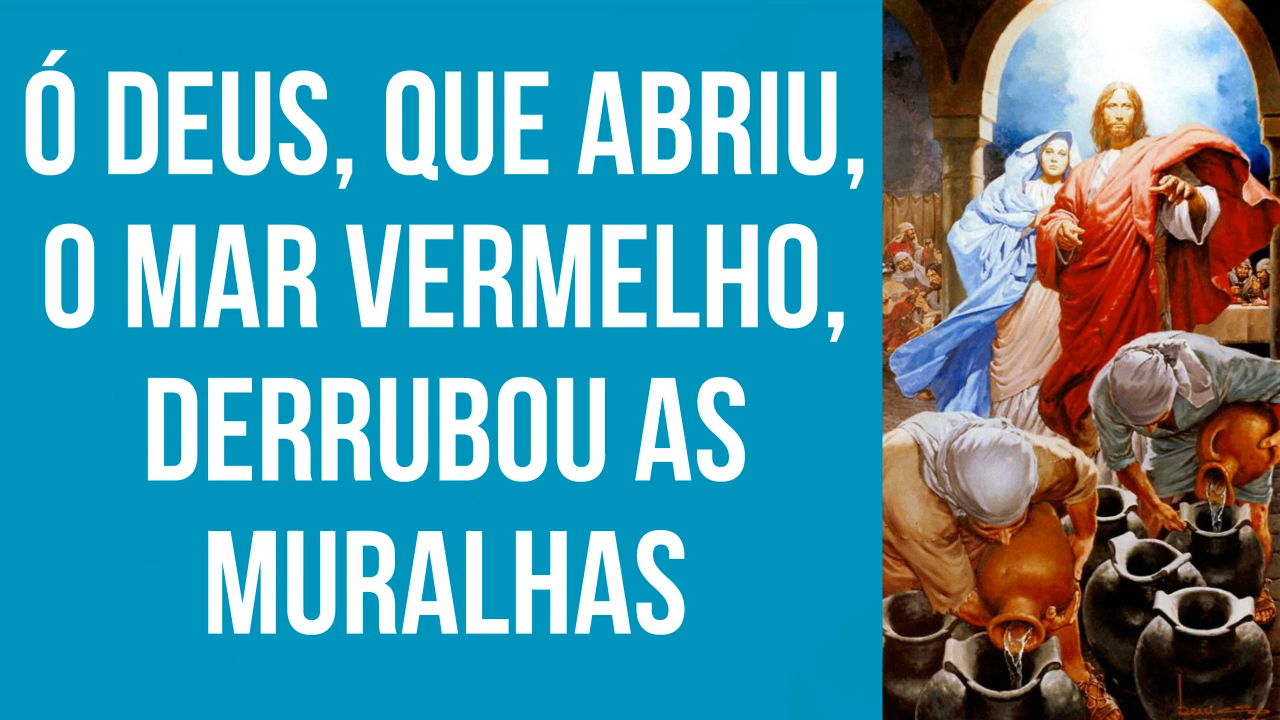 Ó DEUS, QUE ABRIU,
O MAR VERMELHO,
DERRUBOU AS
MURALHAS